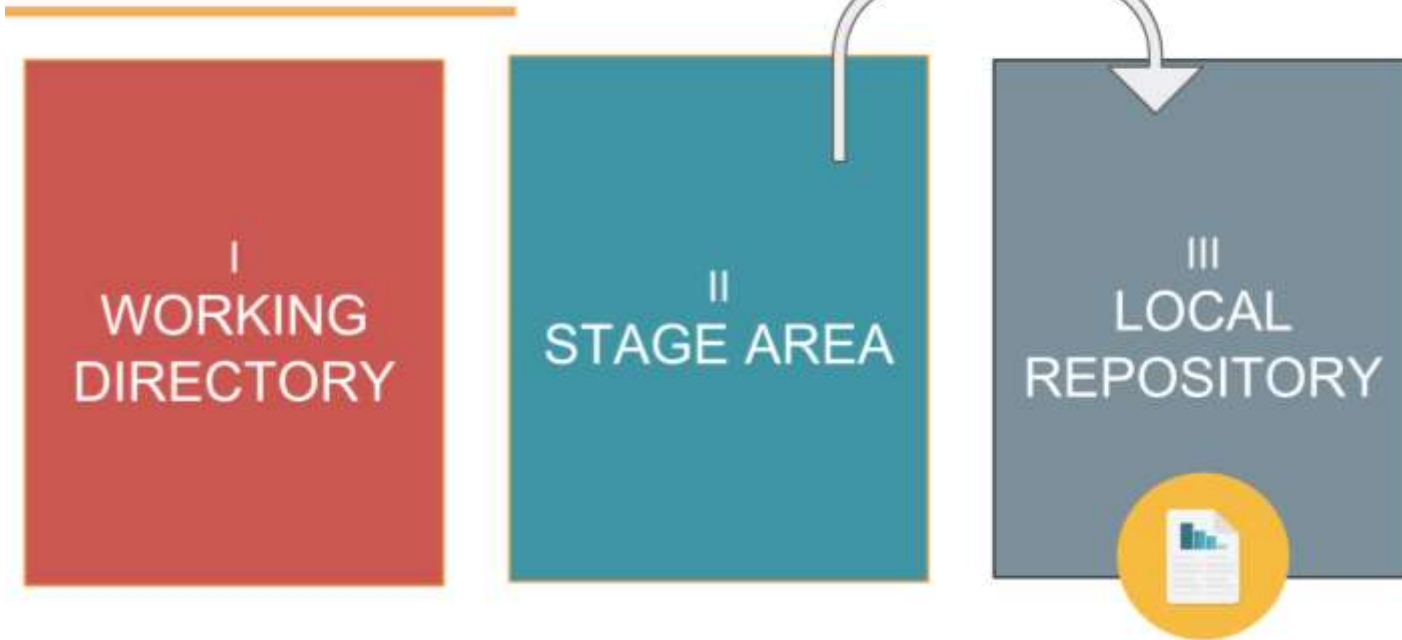 I
WORKING
DIRECTORY
II
STAGE AREA
III
LOCAL
REPOSITORY